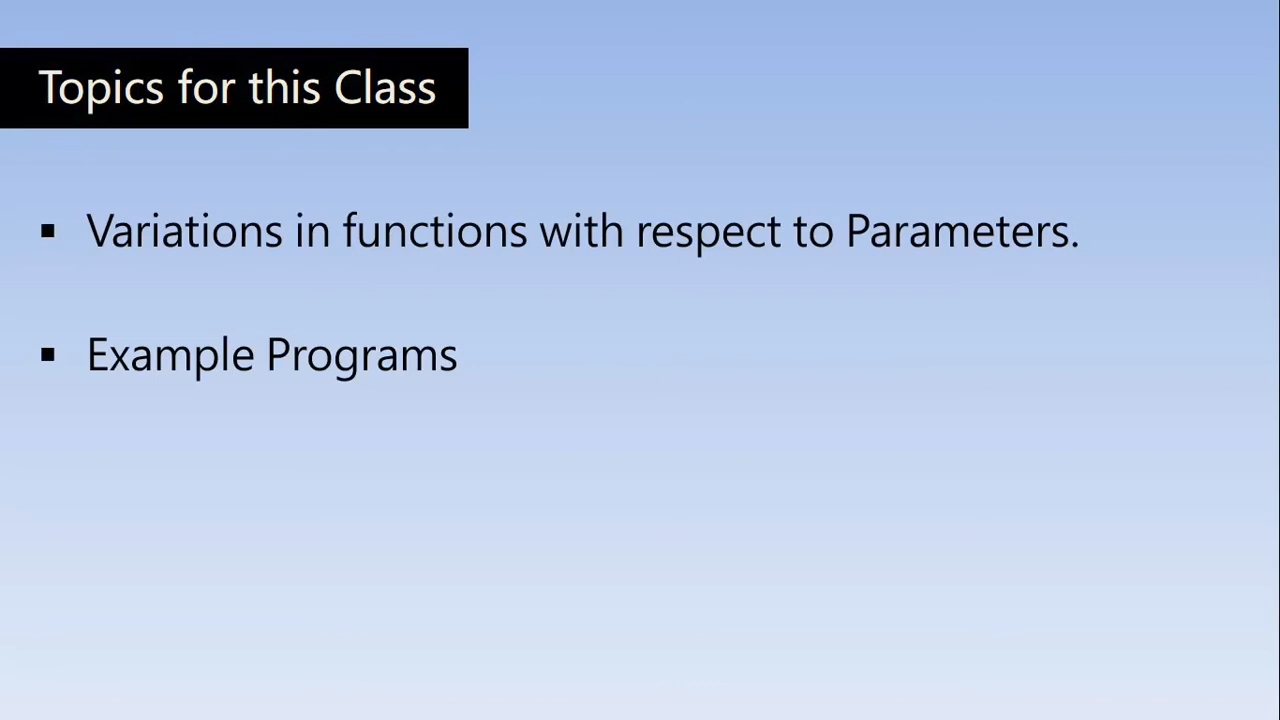 Topics for this Class
▪ Variations in functions with respect to Parameters.
▪ Example Programs